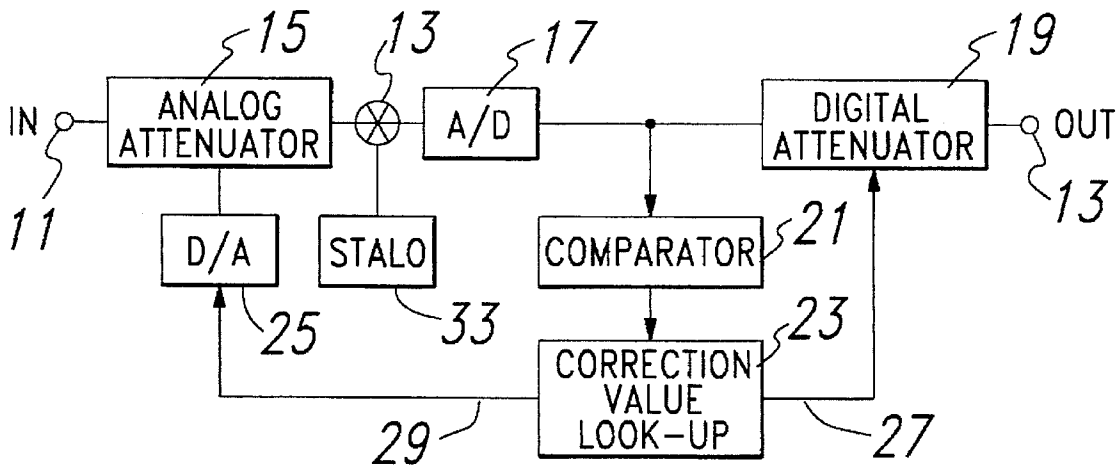 15
13
17
19
IN
ANALOG
ATTENUATOR
A/D
DIGITAL
ATTENUATOR
OUT
11
13
D/A
STALO
COMPARATOR
21
25
33
23
CORRECTION
VALUE
LOOK-UP
29
27